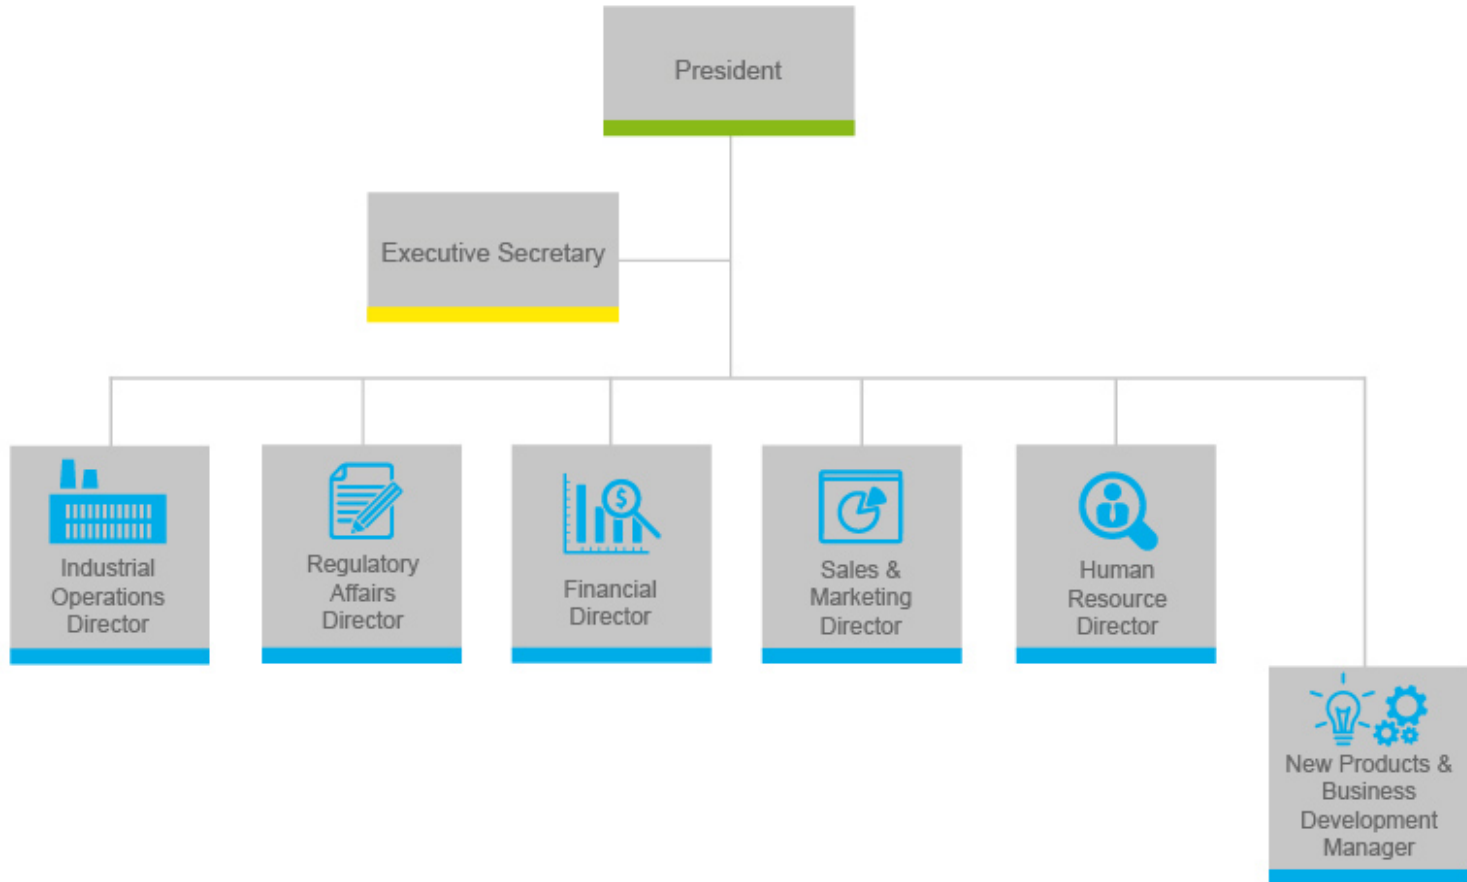 President
Executive Secretary
Industrial
Operations
Director
Regulatory
Affairs
Director
$
Financial
Director
Sales &
Marketing
Director
Human
Resource
Director
New Products &
Business
Development
Manager